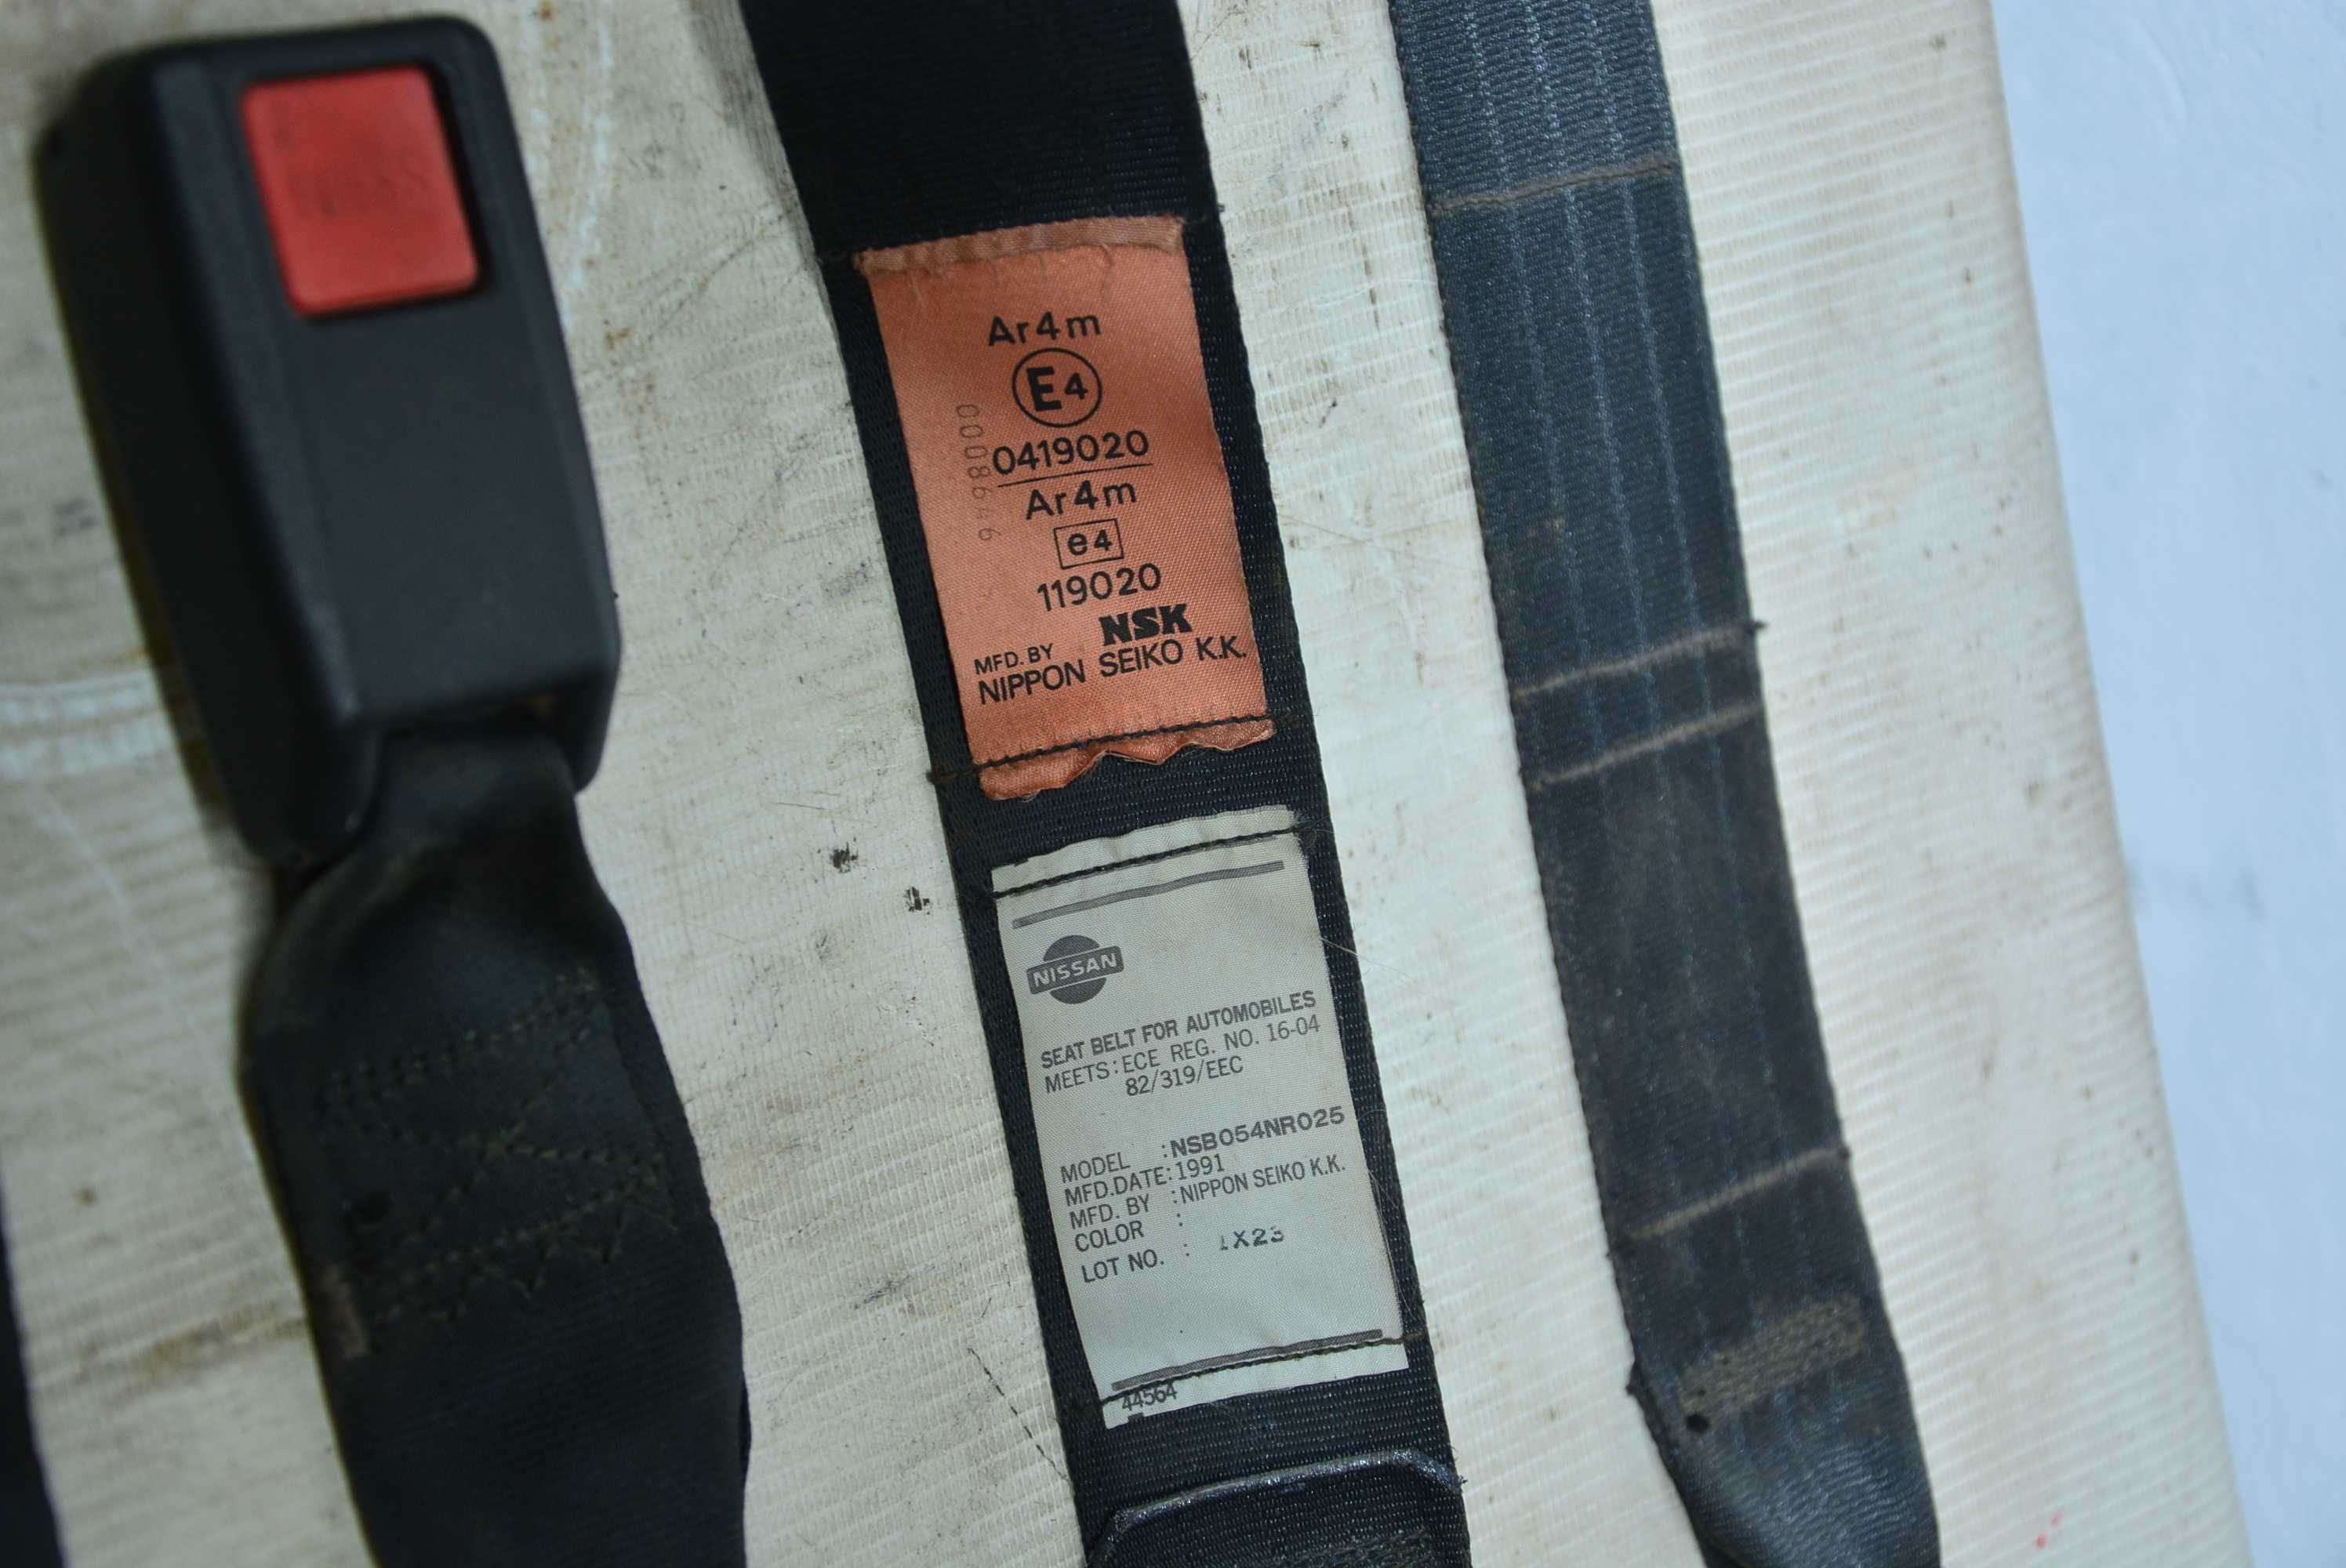 PRESS
Ar4m
E4
0419020
Ar4m
e4
119020
NSK
MFD. BY
NIPPON SEIKO K.K.
0008646
NISSAN
SEAT BELT FOR AUTOMOBILES
MEETS: ECE REG. NO. 16-04
82/319/EEC
MODEL : NSB054NR025
MFD.DATE: 1991
MFD. BY : NIPPON SEIKO K.K.
COLOR :
LOT NO. : 1X23
44564